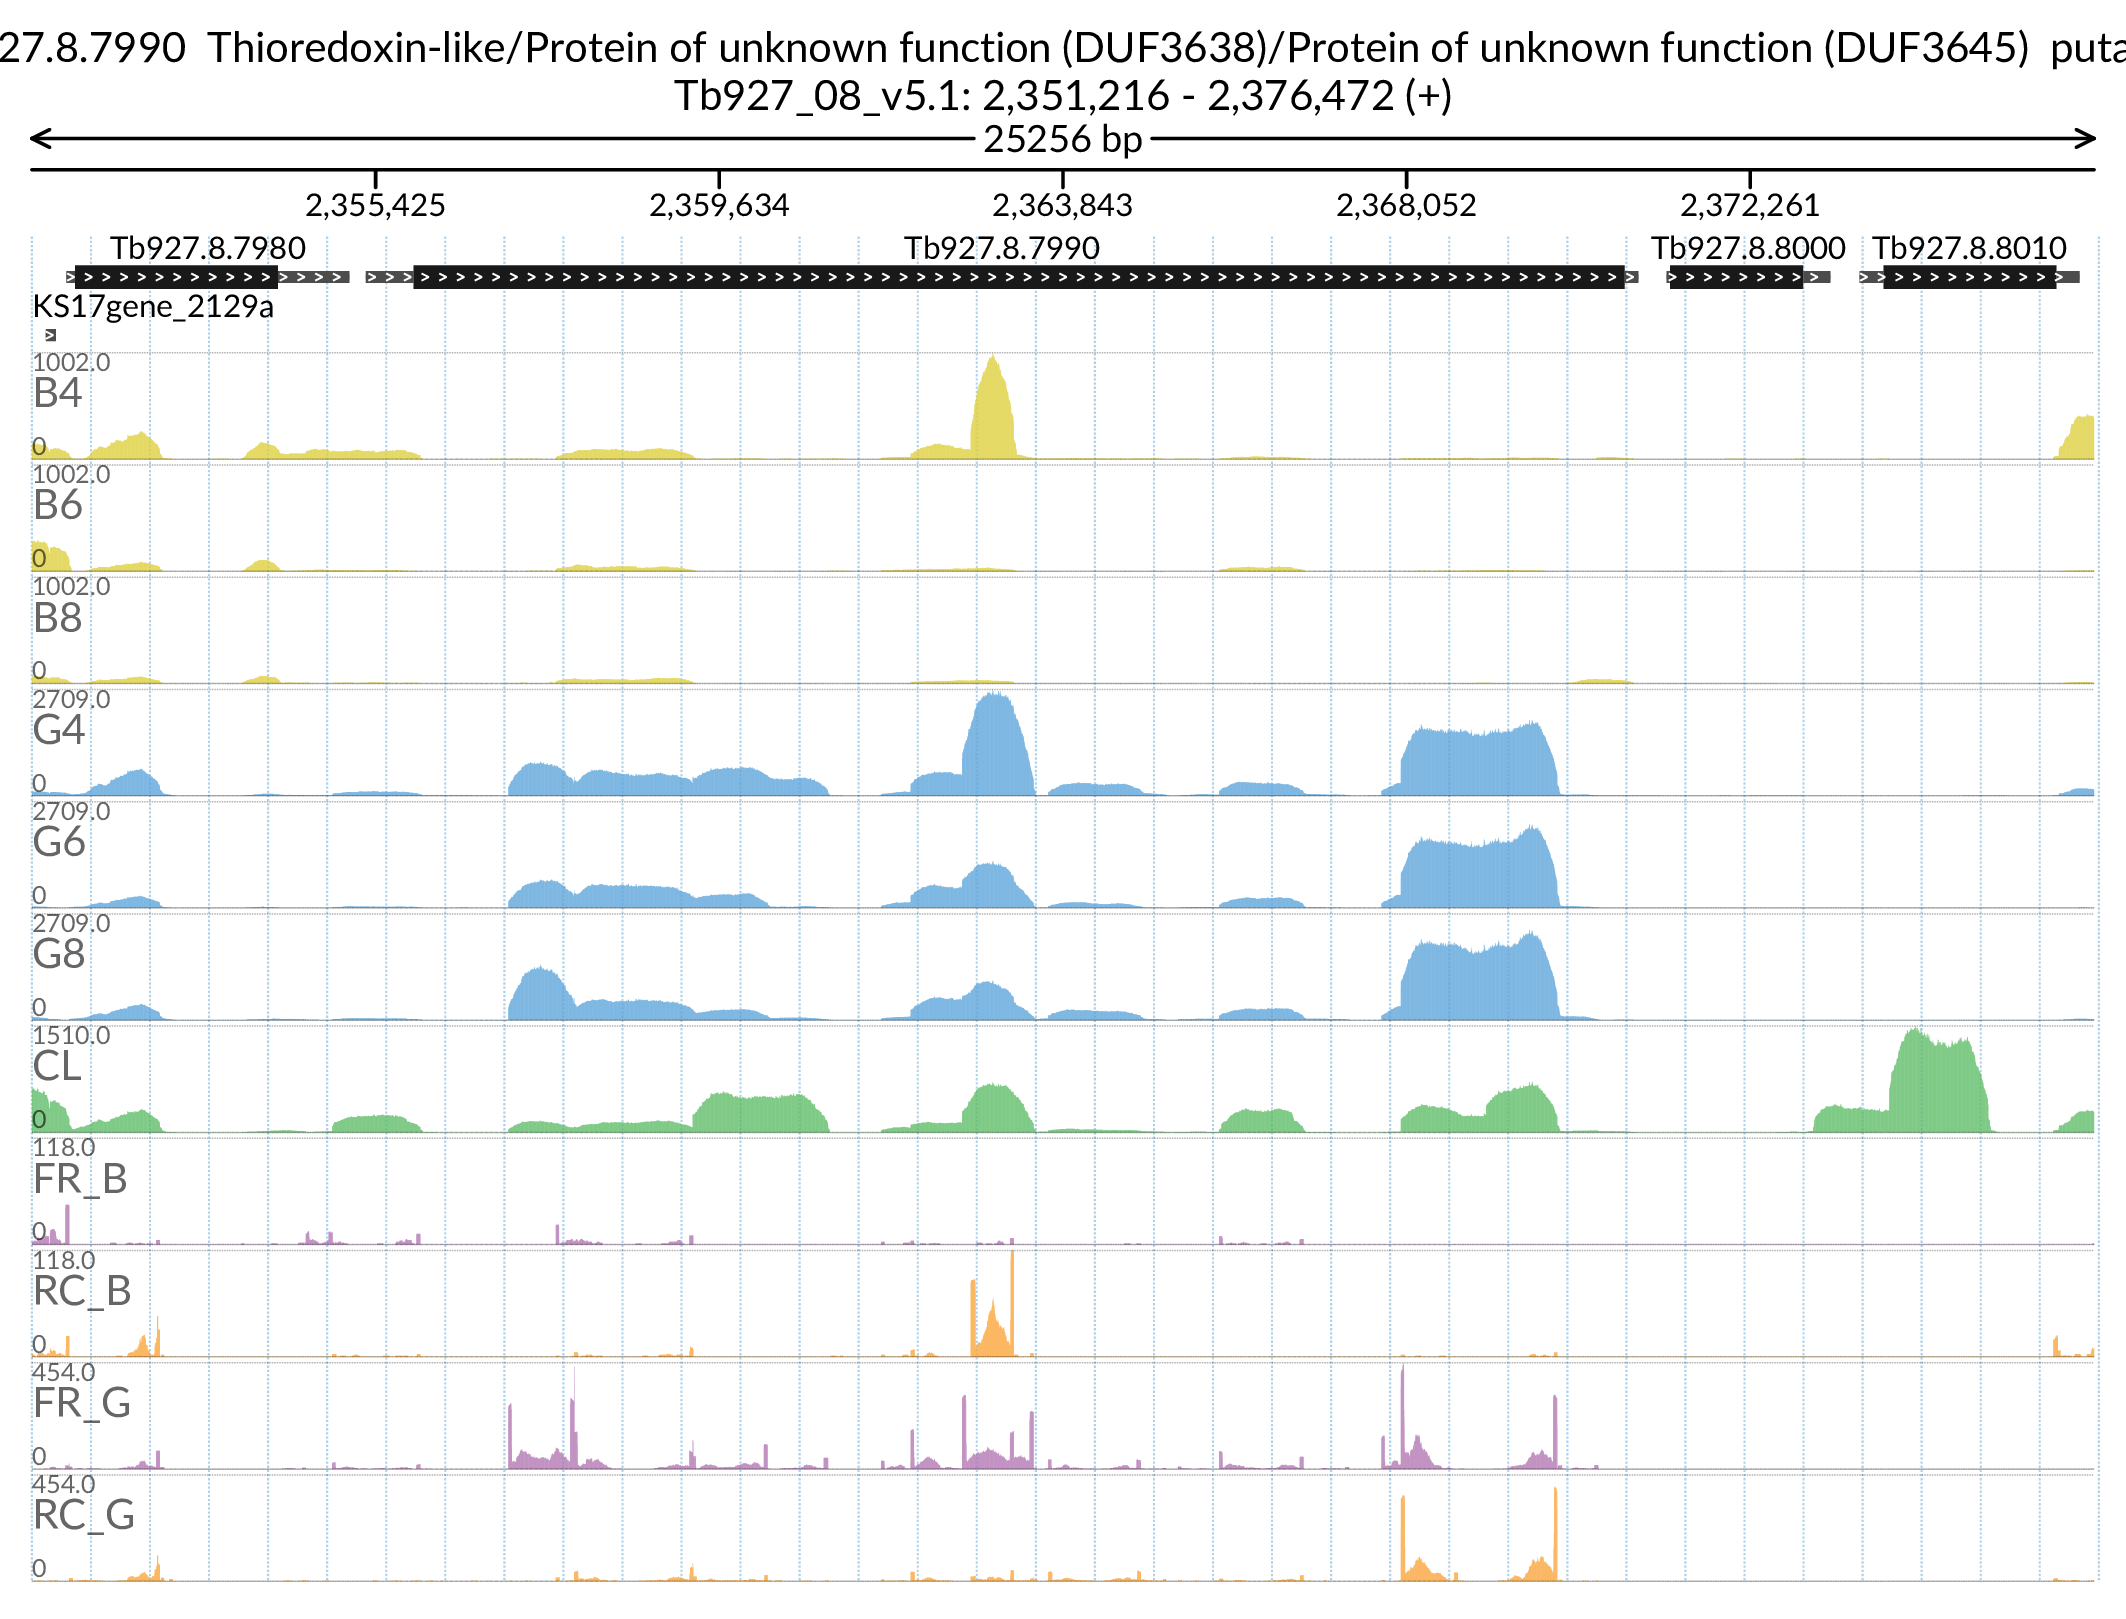 27.8.7990 Thioredoxin-like/Protein of unknown function (DUF3638)/Protein of unknown function (DUF3645) puta
Tb927_08_v5.1: 2,351,216 - 2,376,472 (+)
25256 bp
2,355,425 2,359,634 2,363,843 2,368,052 2,372,261
Tb927.8.7980 Tb927.8.7990 Tb927.8.8000 Tb927.8.8010
KS17gene_2129a
1002.0
B4
0
1002.0
B6
0
1002.0
B8
0
2709.0
G4
0
2709.0
G6
0
2709.0
G8
0
1510.0
CL
0
118.0
FR_B
0
118.0
RC_B
0
454.0
FR_G
0
454.0
RC_G
0